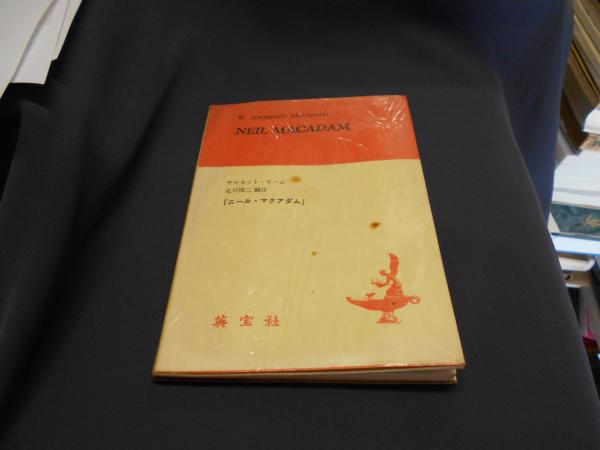 W. SOMERSET MAUGHAM
NEIL MACADAM
サマセット・モーム
北川悌二 編注
「ニール・マクアダム」
英宝社